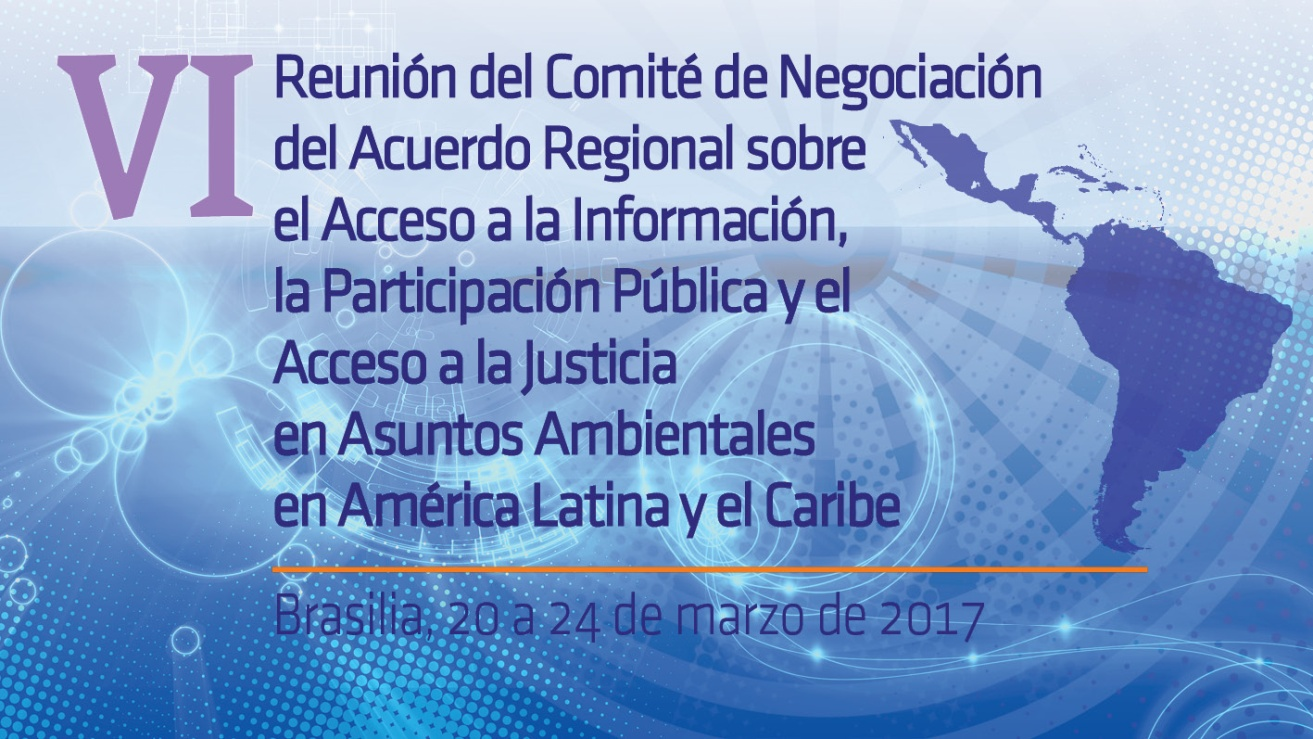 VI Reunión del Comité de Negociación
del Acuerdo Regional sobre
el Acceso a la Información,
la Participación Pública y el
Acceso a la Justicia
en Asuntos Ambientales
en América Latina y el Caribe
Brasilia, 20 a 24 de marzo de 2017